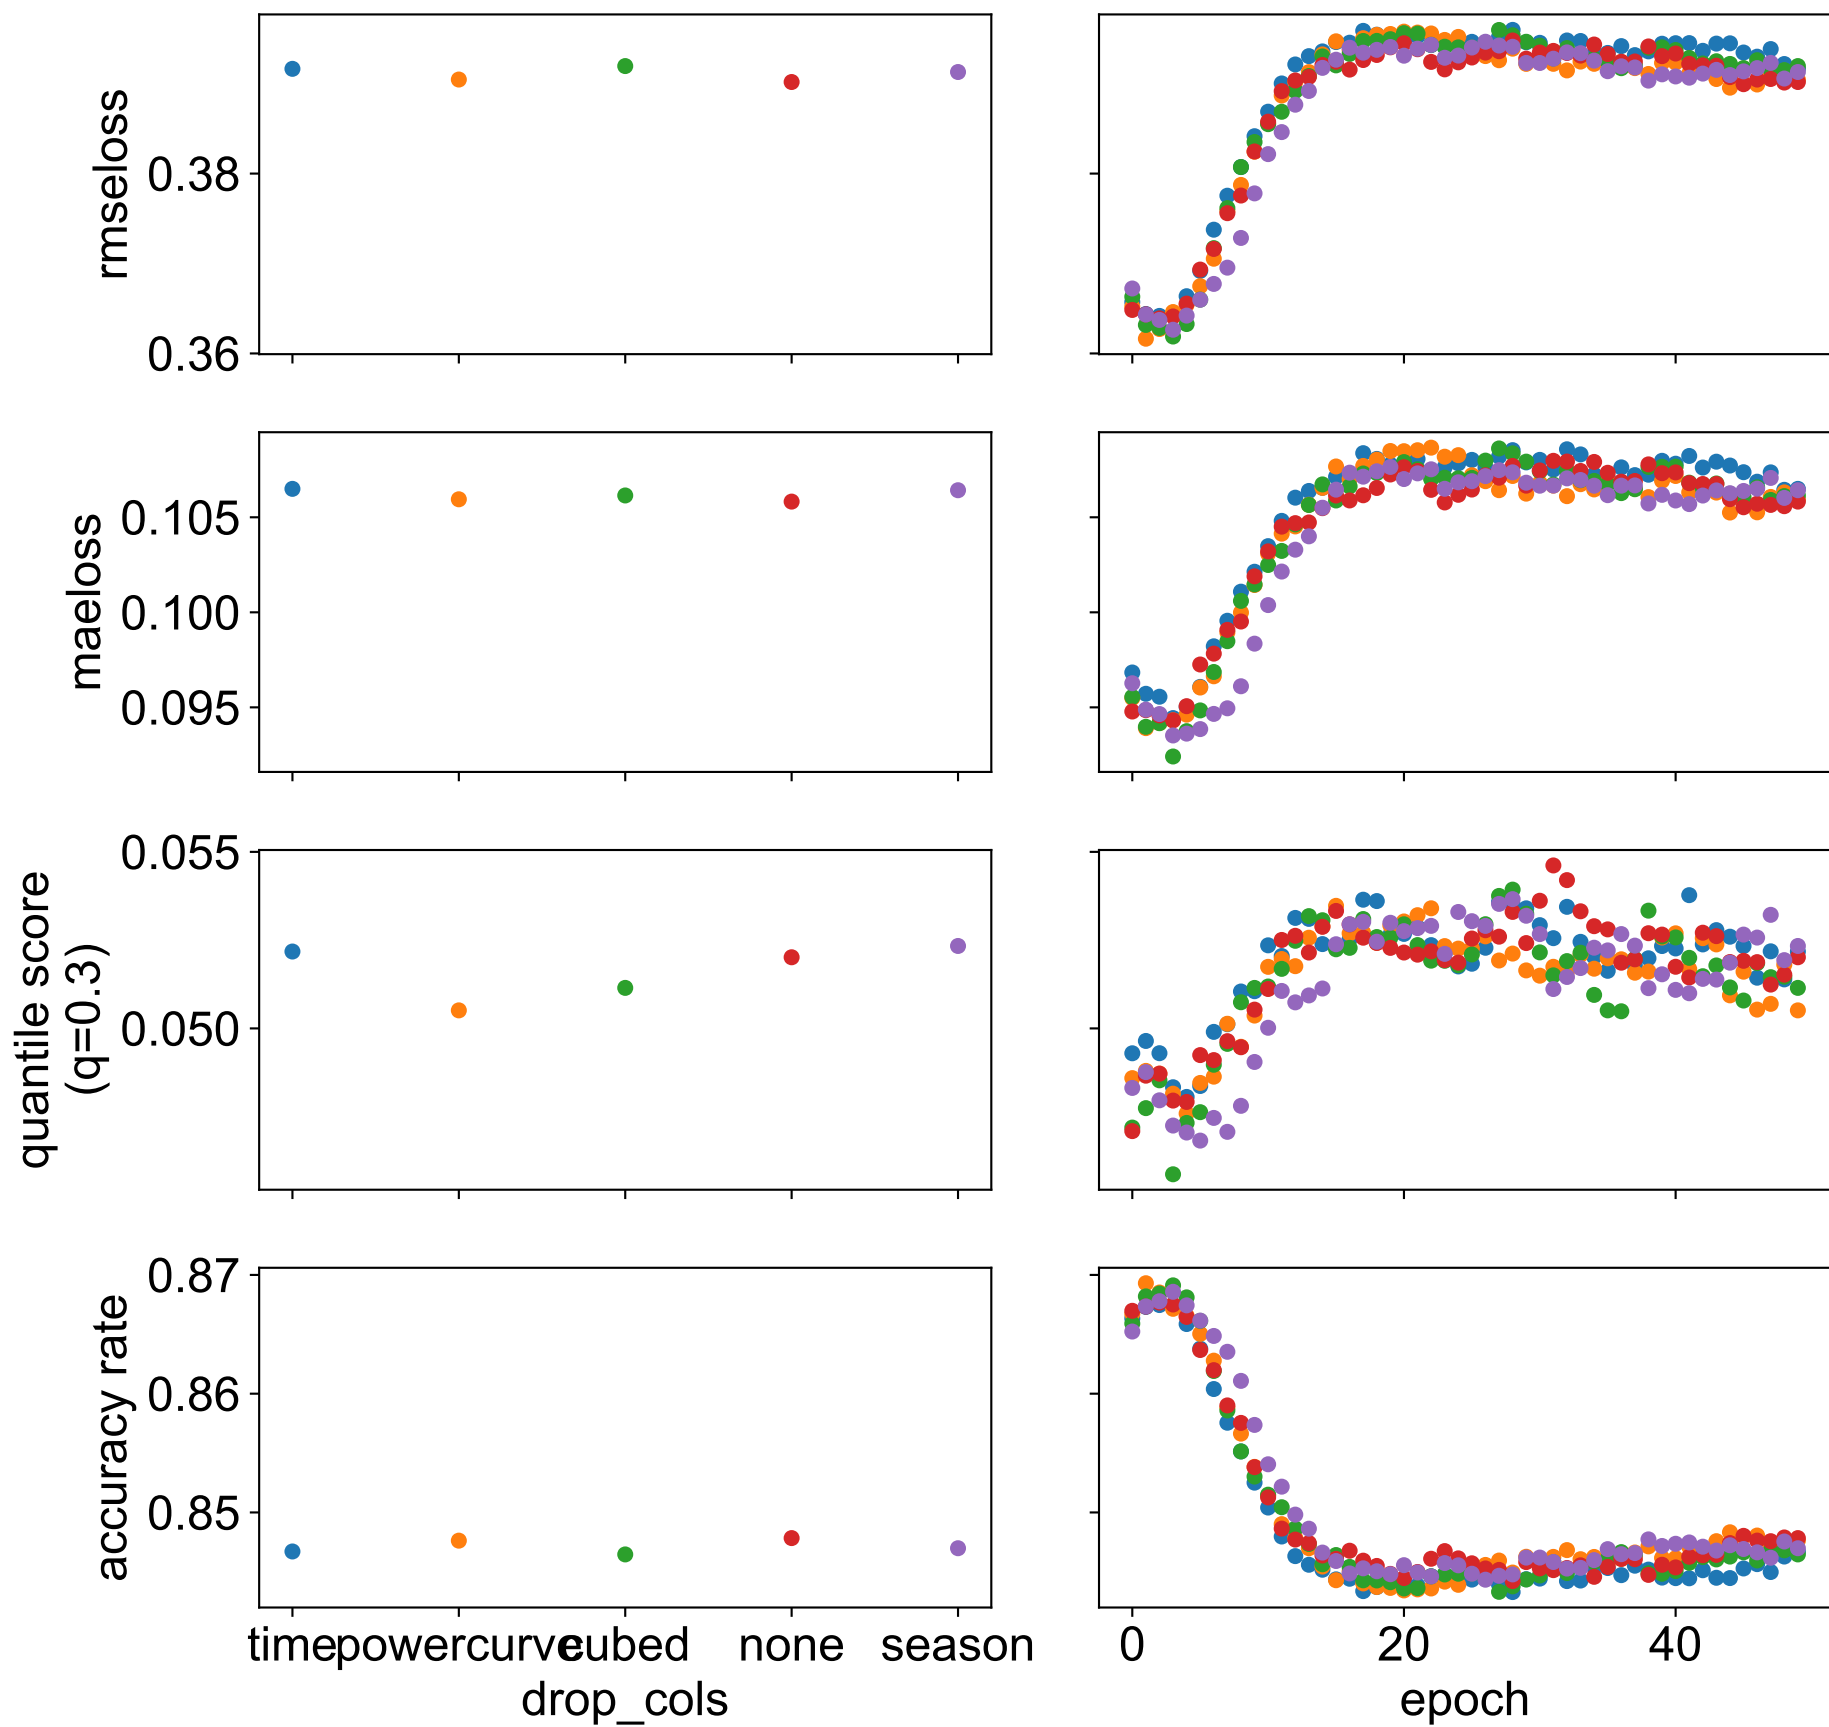 rmseloss
0.38
0.36
maeloss
0.105
0.100
0.095
quantile score
(q=0.3)
0.055
0.050
accuracy rate
0.87
0.86
0.85
time powercurve cubed none season
drop_cols
0 20 40
epoch